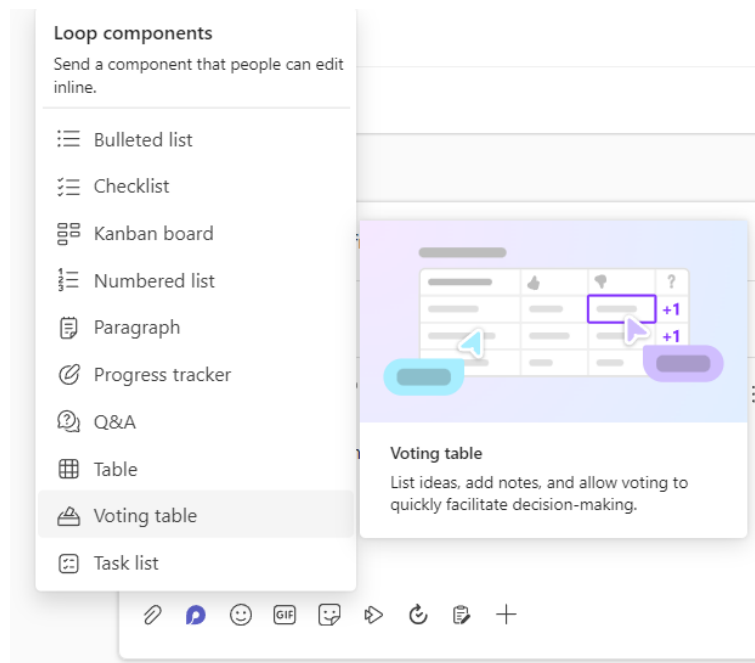 Loop components
Send a component that people can edit
inline.
Bulleted list
Checklist
Kanban board
Numbered list
Paragraph
Progress tracker
Q&A
Table
Voting table
Task list
?
+1
+1
Voting table
List ideas, add notes, and allow voting to
quickly facilitate decision-making.
GIF